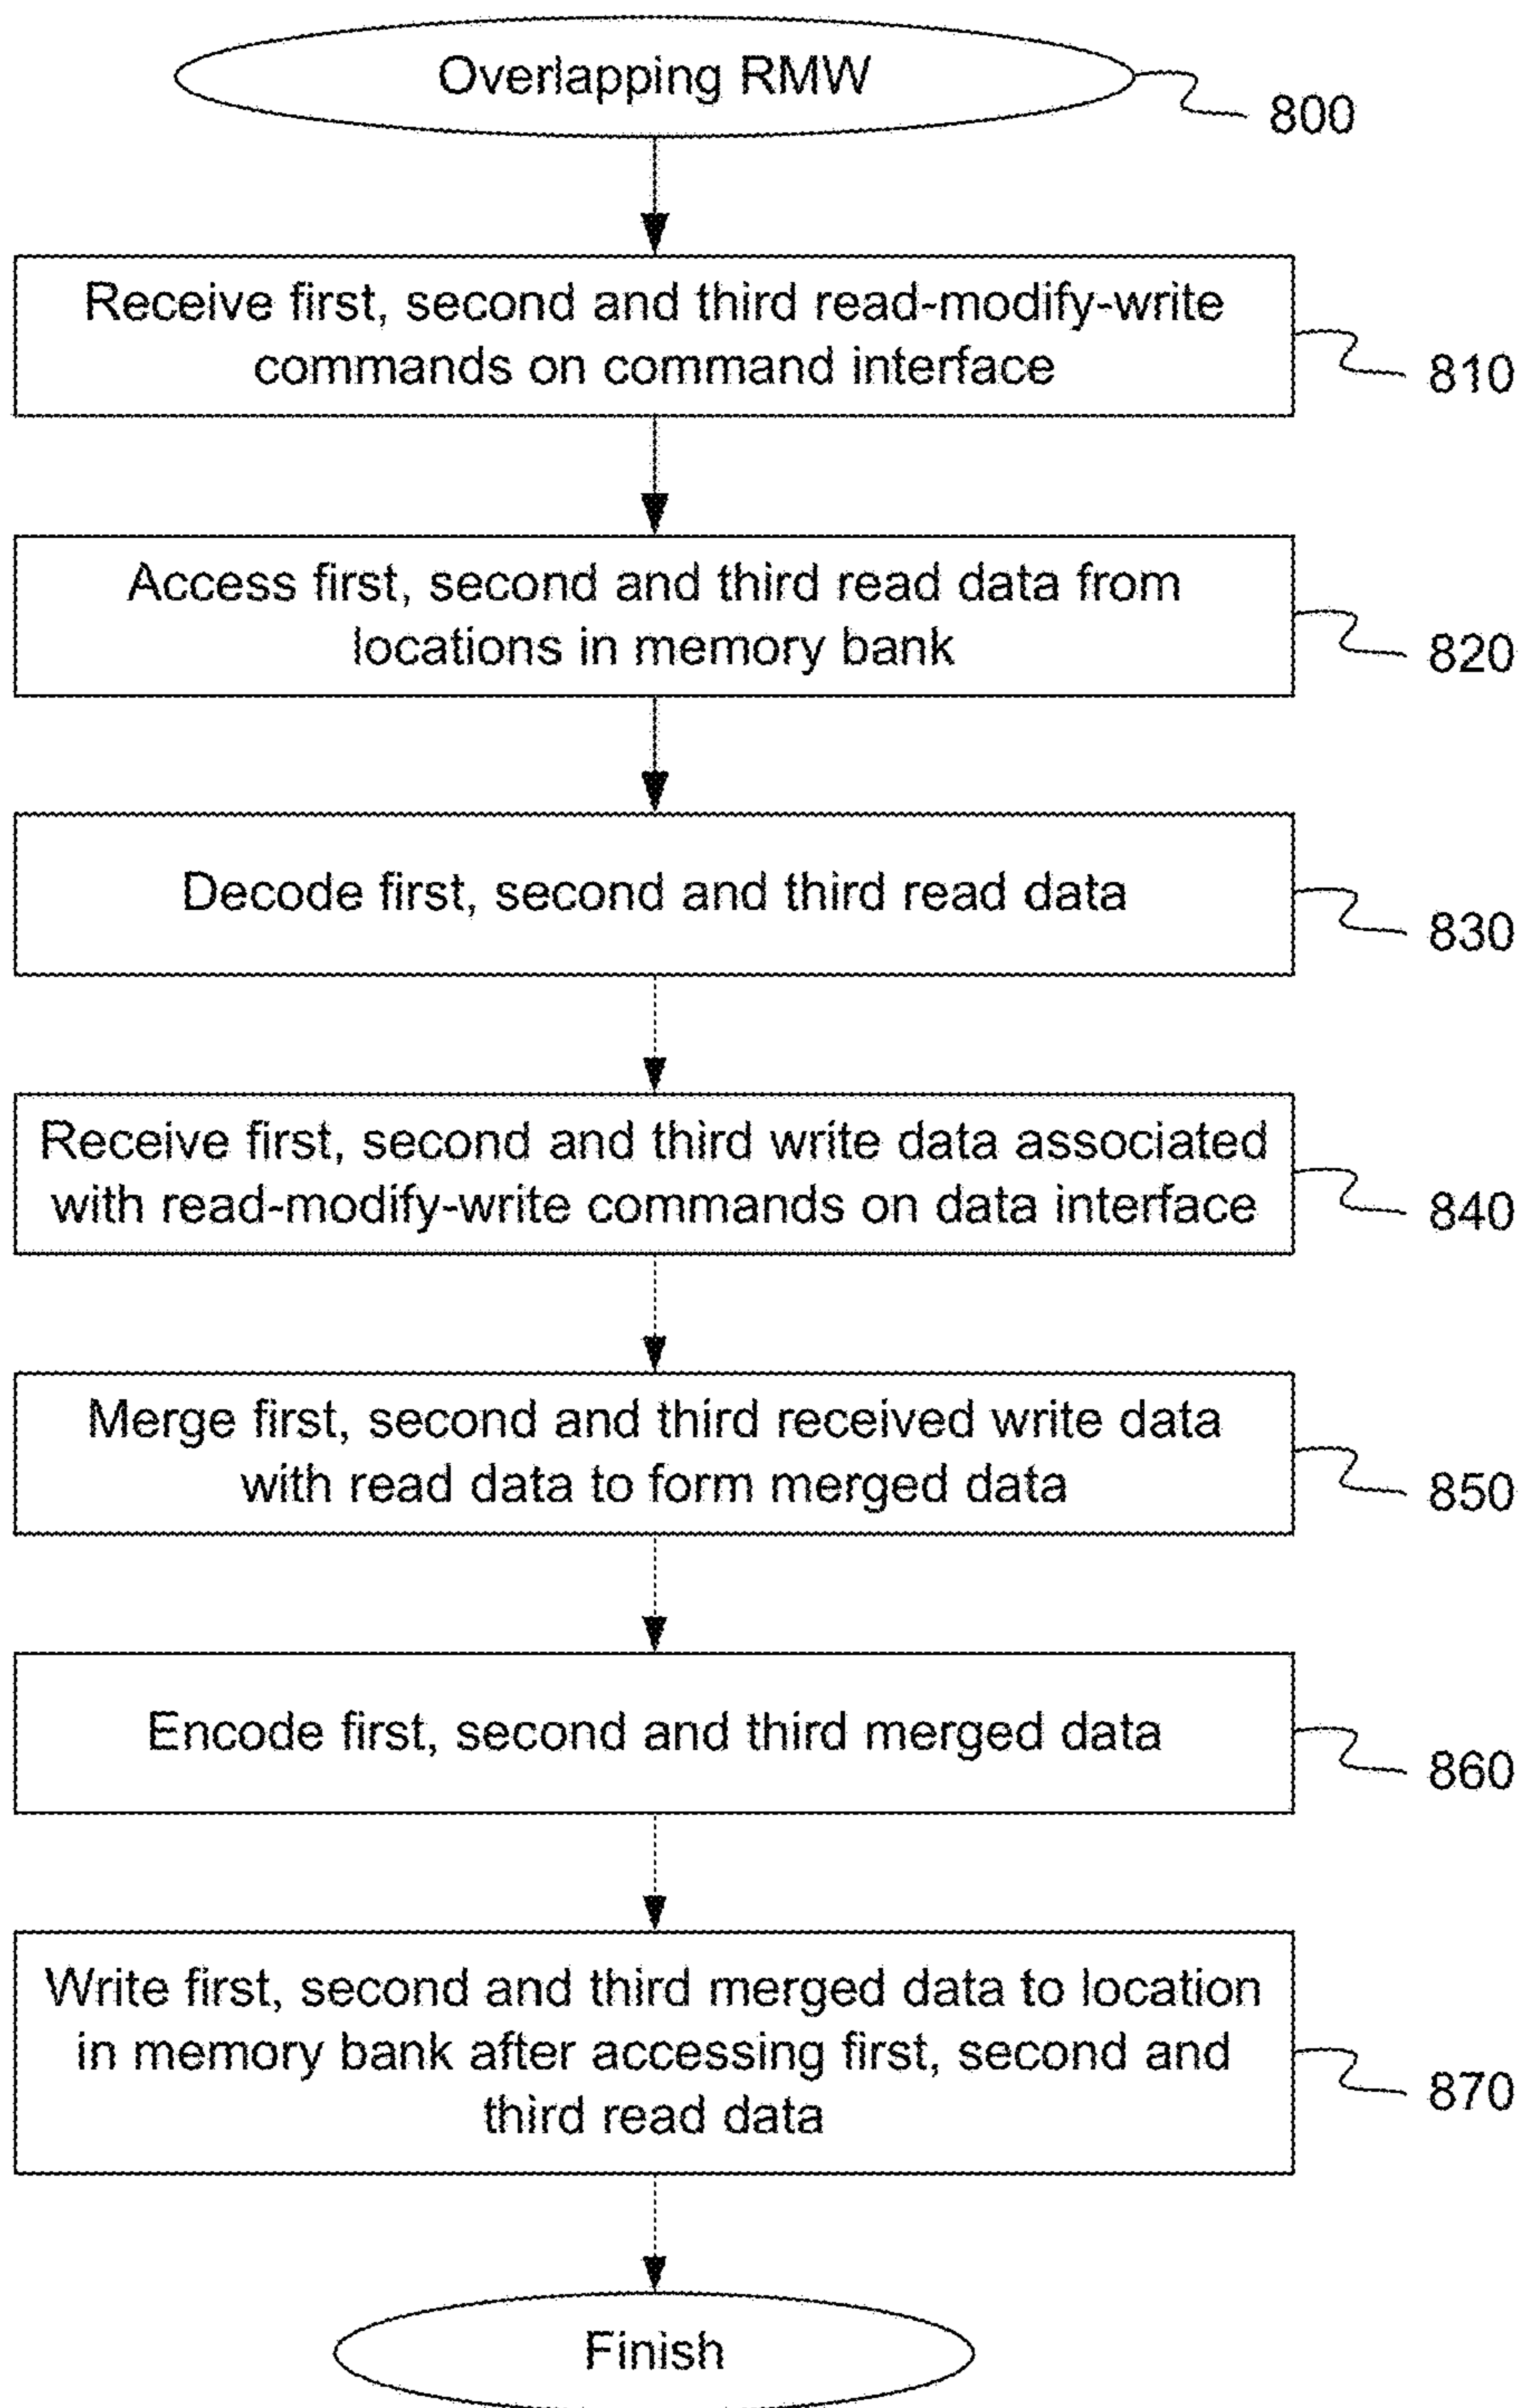 Overlapping RMW
800
Receive first, second and third read-modify-write
commands on command interface
810
Access first, second and third read data from
locations in memory bank
820
Decode first, second and third read data
830
Receive first, second and third write data associated
with read-modify-write commands on data interface
840
Merge first, second and third received write data
with read data to form merged data
850
Encode first, second and third merged data
860
Write first, second and third merged data to location
in memory bank after accessing first, second and
third read data
870
Finish